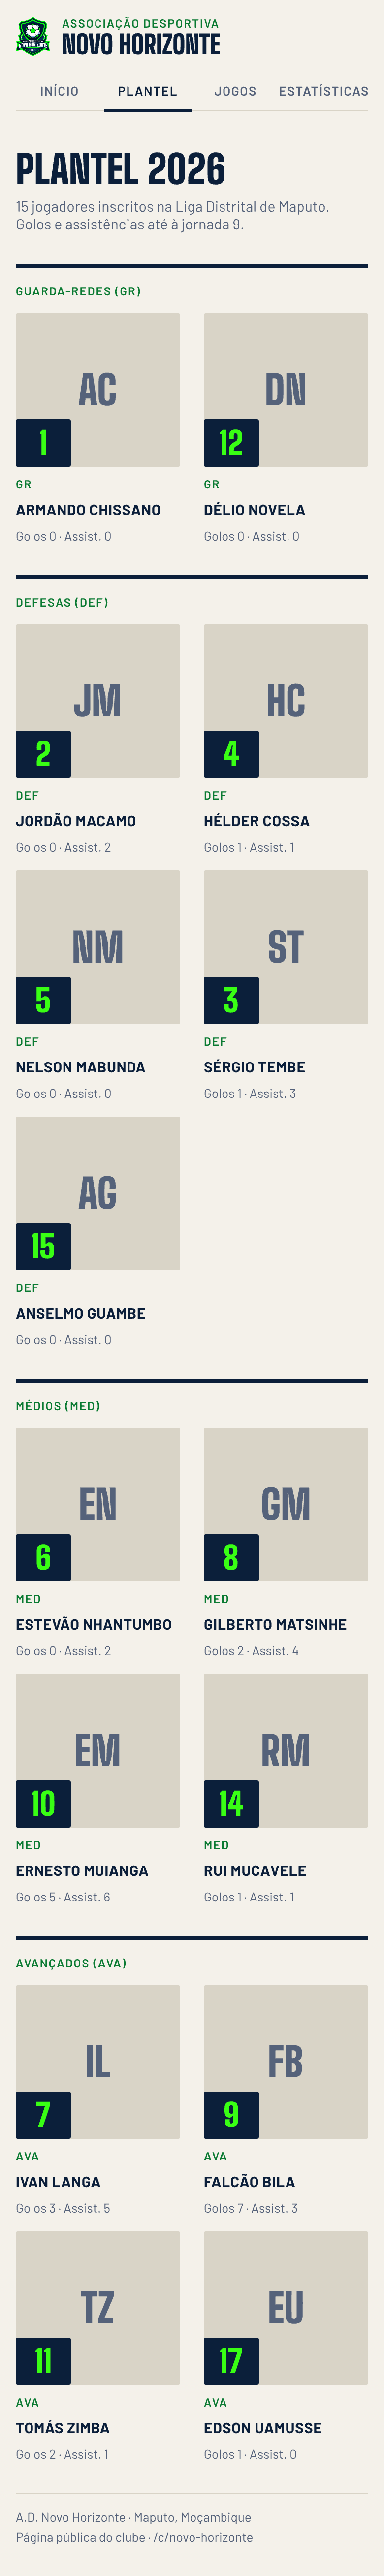 NOVO HORIZONTE
ASSOCIAÇÃO DESPORTIVA
NOVO HORIZONTE
INÍCIO
PLANTEL
JOGOS
ESTATÍSTICAS
PLANTEL 2026
15 jogadores inscritos na Liga Distrital de Maputo.
Golos e assistências até à jornada 9.
GUARDA-REDES (GR)
AC
1
GR
ARMANDO CHISSANO
Golos 0 · Assist. 0
DN
12
GR
DÉLIO NOVELA
Golos 0 · Assist. 0
DEFESAS (DEF)
JM
2
DEF
JORDÃO MACAMO
Golos 0 · Assist. 2
HC
4
DEF
HÉLDER COSSA
Golos 1 · Assist. 1
NM
5
DEF
NELSON MABUNDA
Golos 0 · Assist. 0
ST
3
DEF
SÉRGIO TEMBE
Golos 1 · Assist. 3
AG
15
DEF
ANSELMO GUAMBE
Golos 0 · Assist. 0
MÉDIOS (MED)
EN
6
MED
ESTEVÃO NHANTUMBO
Golos 0 · Assist. 2
GM
8
MED
GILBERTO MATSINHE
Golos 2 · Assist. 4
EM
10
MED
ERNESTO MUIANGA
Golos 5 · Assist. 6
RM
14
MED
RUI MUCAVELE
Golos 1 · Assist. 1
AVANÇADOS (AVA)
IL
7
AVA
IVAN LANGA
Golos 3 · Assist. 5
FB
9
AVA
FALCÃO BILA
Golos 7 · Assist. 3
TZ
11
AVA
TOMÁS ZIMBA
Golos 2 · Assist. 1
EU
17
AVA
EDSON UAMUSSE
Golos 1 · Assist. 0
A.D. Novo Horizonte · Maputo, Moçambique
Página pública do clube · /c/novo-horizonte